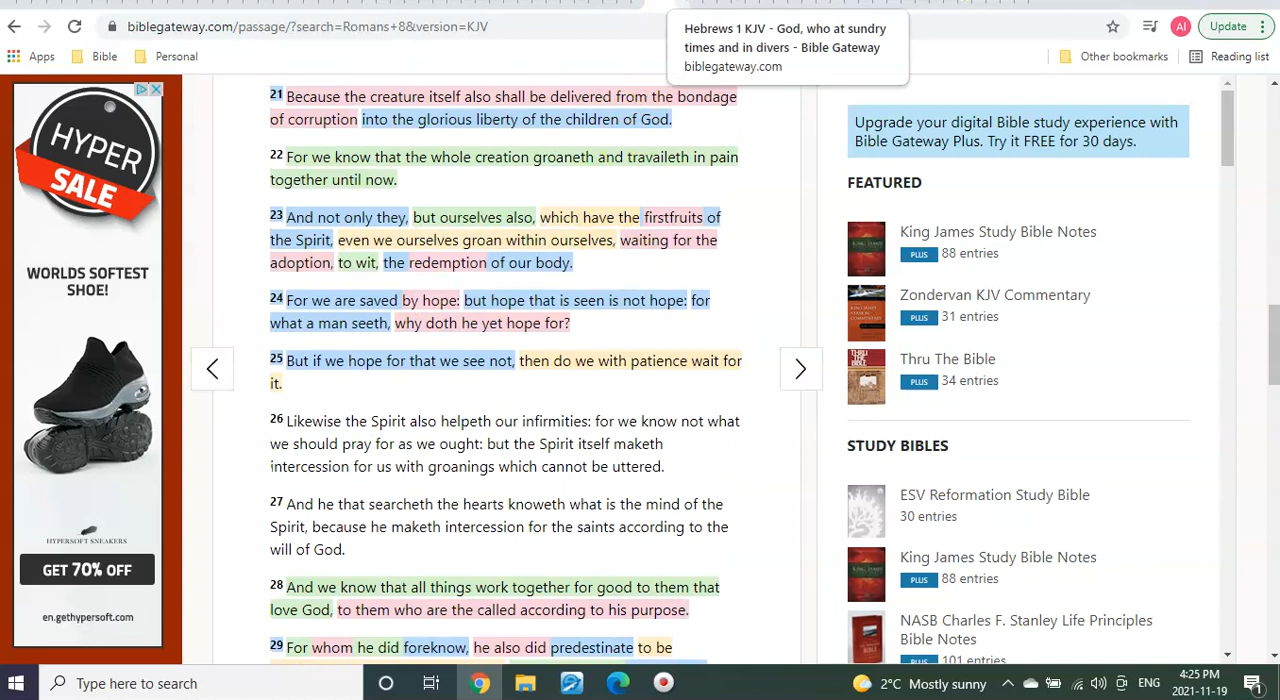 biblegateway.com/passage/?search=Romans+8&version=KJV
Hebrews 1 KJV - God, who at sundry
times and in divers - Bible Gateway
biblegateway.com
AI
Update
Apps
Bible
Personal
Other bookmarks
Reading list
HYPER
SALE
WORLDS SOFTEST
SHOE!
HYPERSOFT SNEAKERS
GET 70% OFF
en.gethypersoft.com
21 Because the creature itself also shall be delivered from the bondage
of corruption into the glorious liberty of the children of God.
22 For we know that the whole creation groaneth and travaileth in pain
together until now.
23 And not only they, but ourselves also, which have the firstfruits of
the Spirit, even we ourselves groan within ourselves, waiting for the
adoption, to wit, the redemption of our body.
24 For we are saved by hope: but hope that is seen is not hope: for
what a man seeth, why doth he yet hope for?
25 But if we hope for that we see not, then do we with patience wait for
it.
26 Likewise the Spirit also helpeth our infirmities: for we know not what
we should pray for as we ought: but the Spirit itself maketh
intercession for us with groanings which cannot be uttered.
27 And he that searcheth the hearts knoweth what is the mind of the
Spirit, because he maketh intercession for the saints according to the
will of God.
28 And we know that all things work together for good to them that
love God, to them who are the called according to his purpose.
29 For whom he did foreknow, he also did predestinate to be
Upgrade your digital Bible study experience with
Bible Gateway Plus. Try it FREE for 30 days.
FEATURED
King James Study Bible Notes
PLUS 88 entries
Zondervan KJV Commentary
PLUS 31 entries
Thru The Bible
PLUS 34 entries
STUDY BIBLES
ESV Reformation Study Bible
30 entries
King James Study Bible Notes
PLUS 88 entries
NASB Charles F. Stanley Life Principles
Bible Notes
PLUS 101 entries
Type here to search
2°C Mostly sunny
ENG
4:25 PM
2021-11-19
1